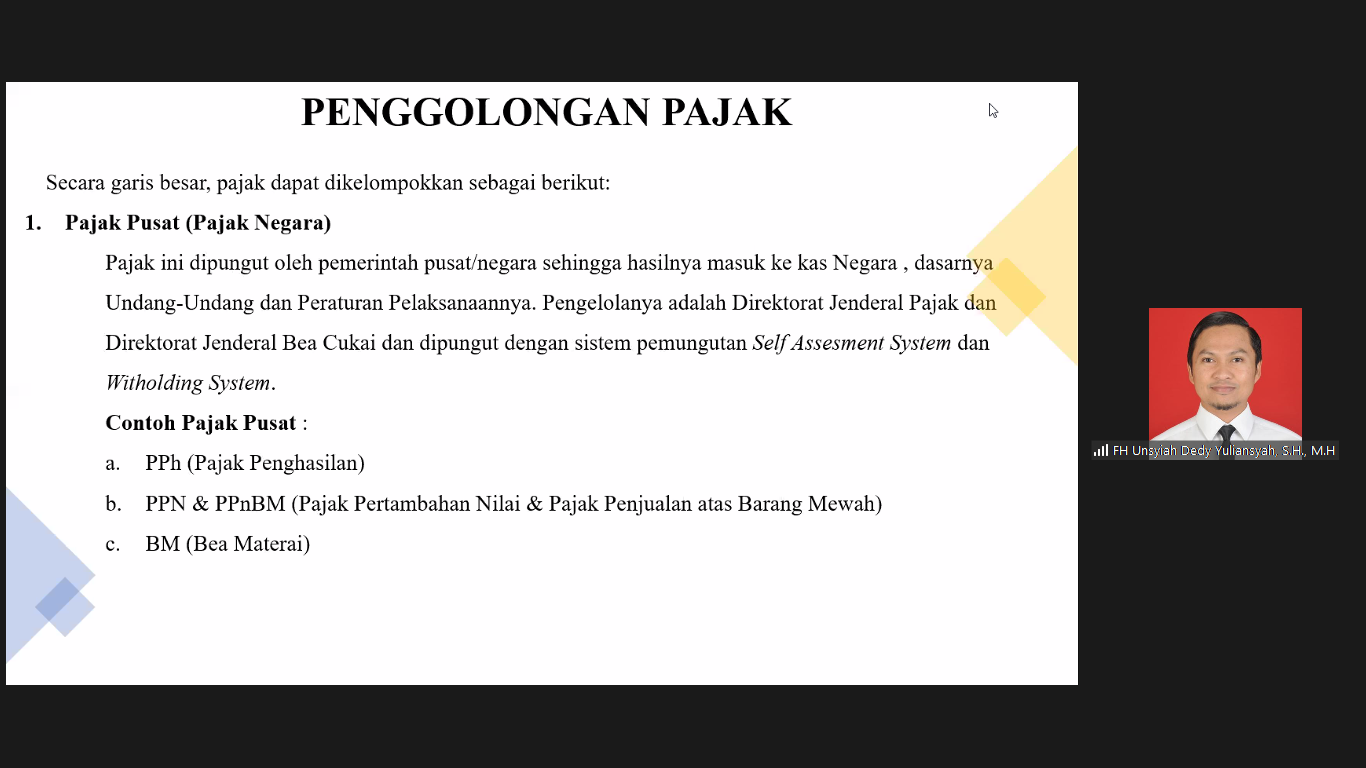 PENGGOLONGAN PAJAK
Secara garis besar, pajak dapat dikelompokkan sebagai berikut:
1. Pajak Pusat (Pajak Negara)
Pajak ini dipungut oleh pemerintah pusat/negara sehingga hasilnya masuk ke kas Negara , dasarnya
Undang-Undang dan Peraturan Pelaksanaannya. Pengelolanya adalah Direktorat Jenderal Pajak dan
Direktorat Jenderal Bea Cukai dan dipungut dengan sistem pemungutan Self Assesment System dan
Witholding System.
Contoh Pajak Pusat :
a. PPh (Pajak Penghasilan)
b. PPN & PPnBM (Pajak Pertambahan Nilai & Pajak Penjualan atas Barang Mewah)
c. BM (Bea Materai)
FH Unsyiah Dedy Yuliansyah, S.H., M.H